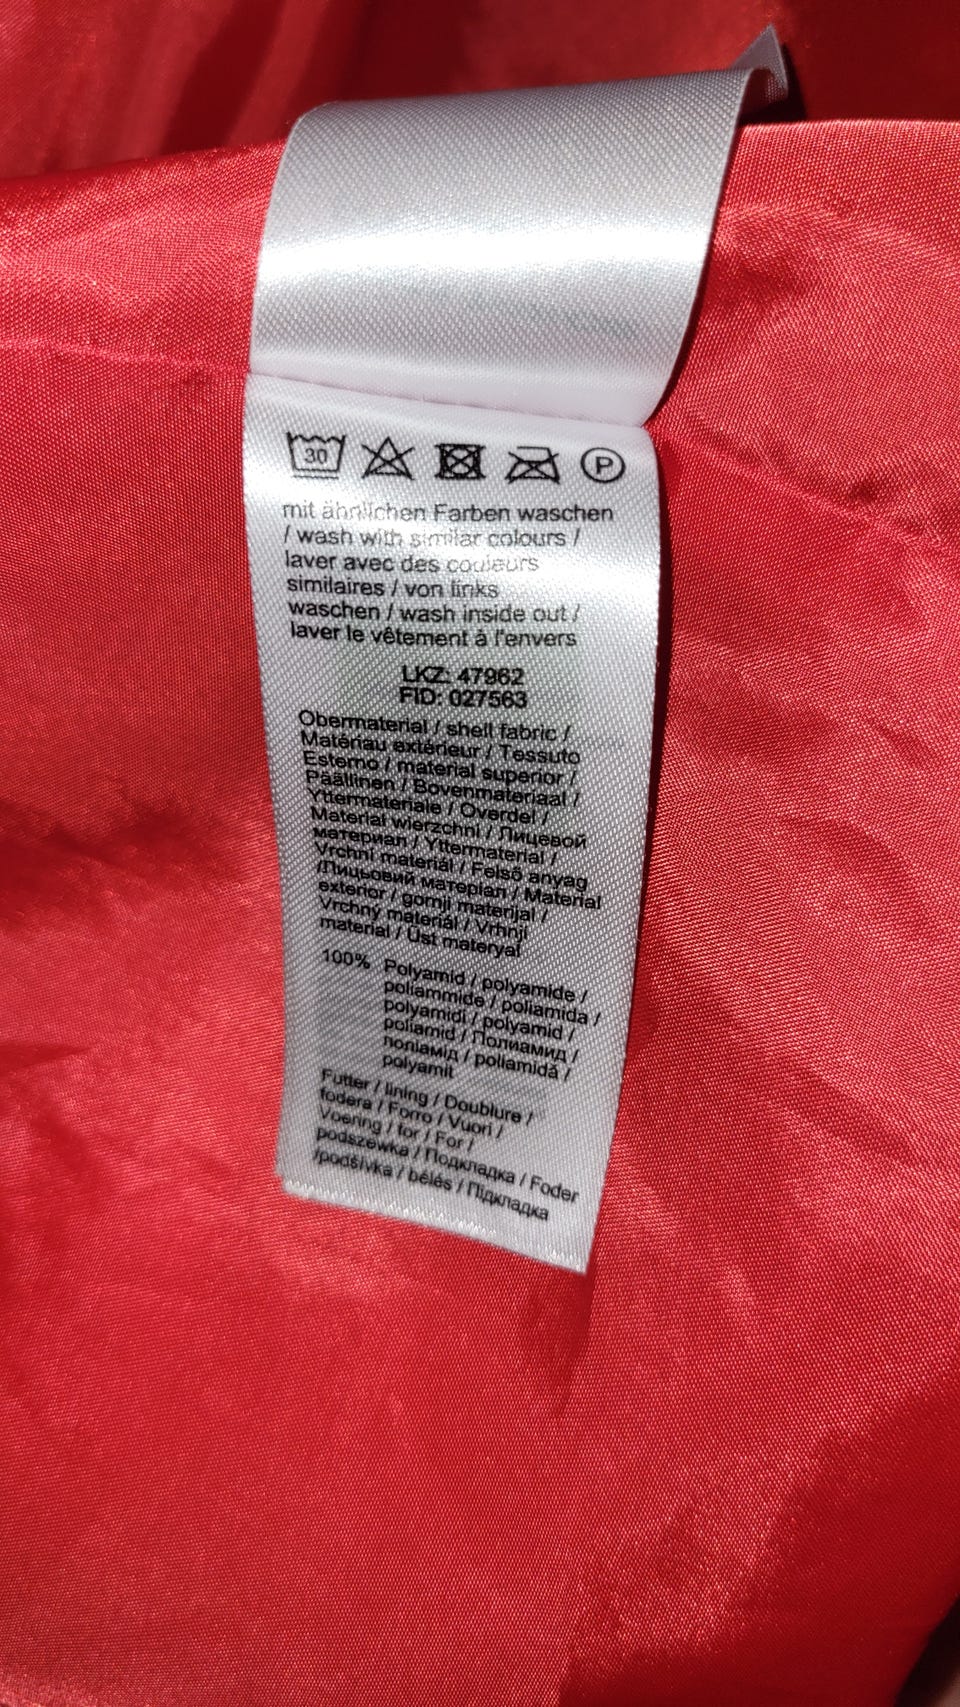 30
P
mit ähnlichen Farben waschen
/ wash with similar colours /
laver avec des couleurs
similaires / von links
waschen / wash inside out /
laver le vêtement à l'envers
LKZ: 47962
FID: 027563
Obermaterial / shell fabric /
Matériau extérieur / Tessuto
Esterno / material superior /
Päällinen / Bovenmateriaal /
Yttermateriale / Overdel /
Materiał wierzchni / Лицевой
материал / Yttermaterial /
Vrchní materiál / Felső anyag
/Лицьовий матеріал / Material
exterior / gornji materijal /
Vrchný materiál / Vrhnji
material / Üst materyal
100% Polyamid / polyamide /
poliammide / poliamida /
polyamidi / polyamid /
poliamid / Полиамид /
поліамід / poliamidă /
polyamit
Futter / lining / Doublure /
fodera / Forro / Vuori /
Voering / for / For /
podszewka / Подкладка / Foder
/podšívka / bélés / Підкладка